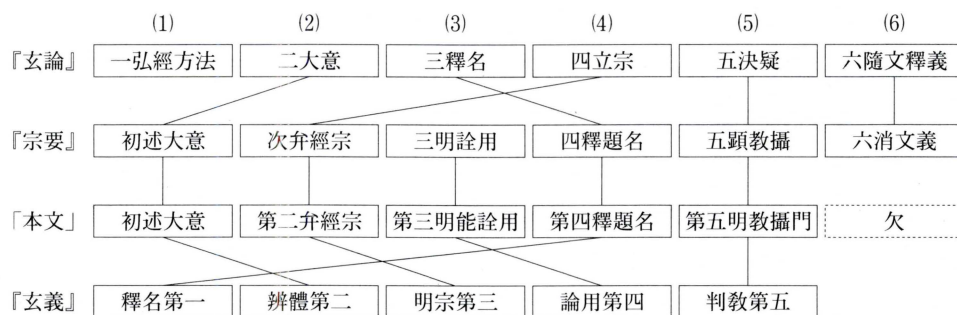 (1) (2) (3) (4) (5) (6)
『玄論』 一弘經方法 二大意 三釋名 四立宗 五決疑 六隨文釋義
『宗要』 初述大意 次弁經宗 三明詮用 四釋題名 五顕教攝 六消文義
「本文」 初述大意 第二弁經宗 第三明能詮用 第四釋題名 第五明教攝門 欠
『玄義』 釋名第一 辨體第二 明宗第三 論用第四 判教第五